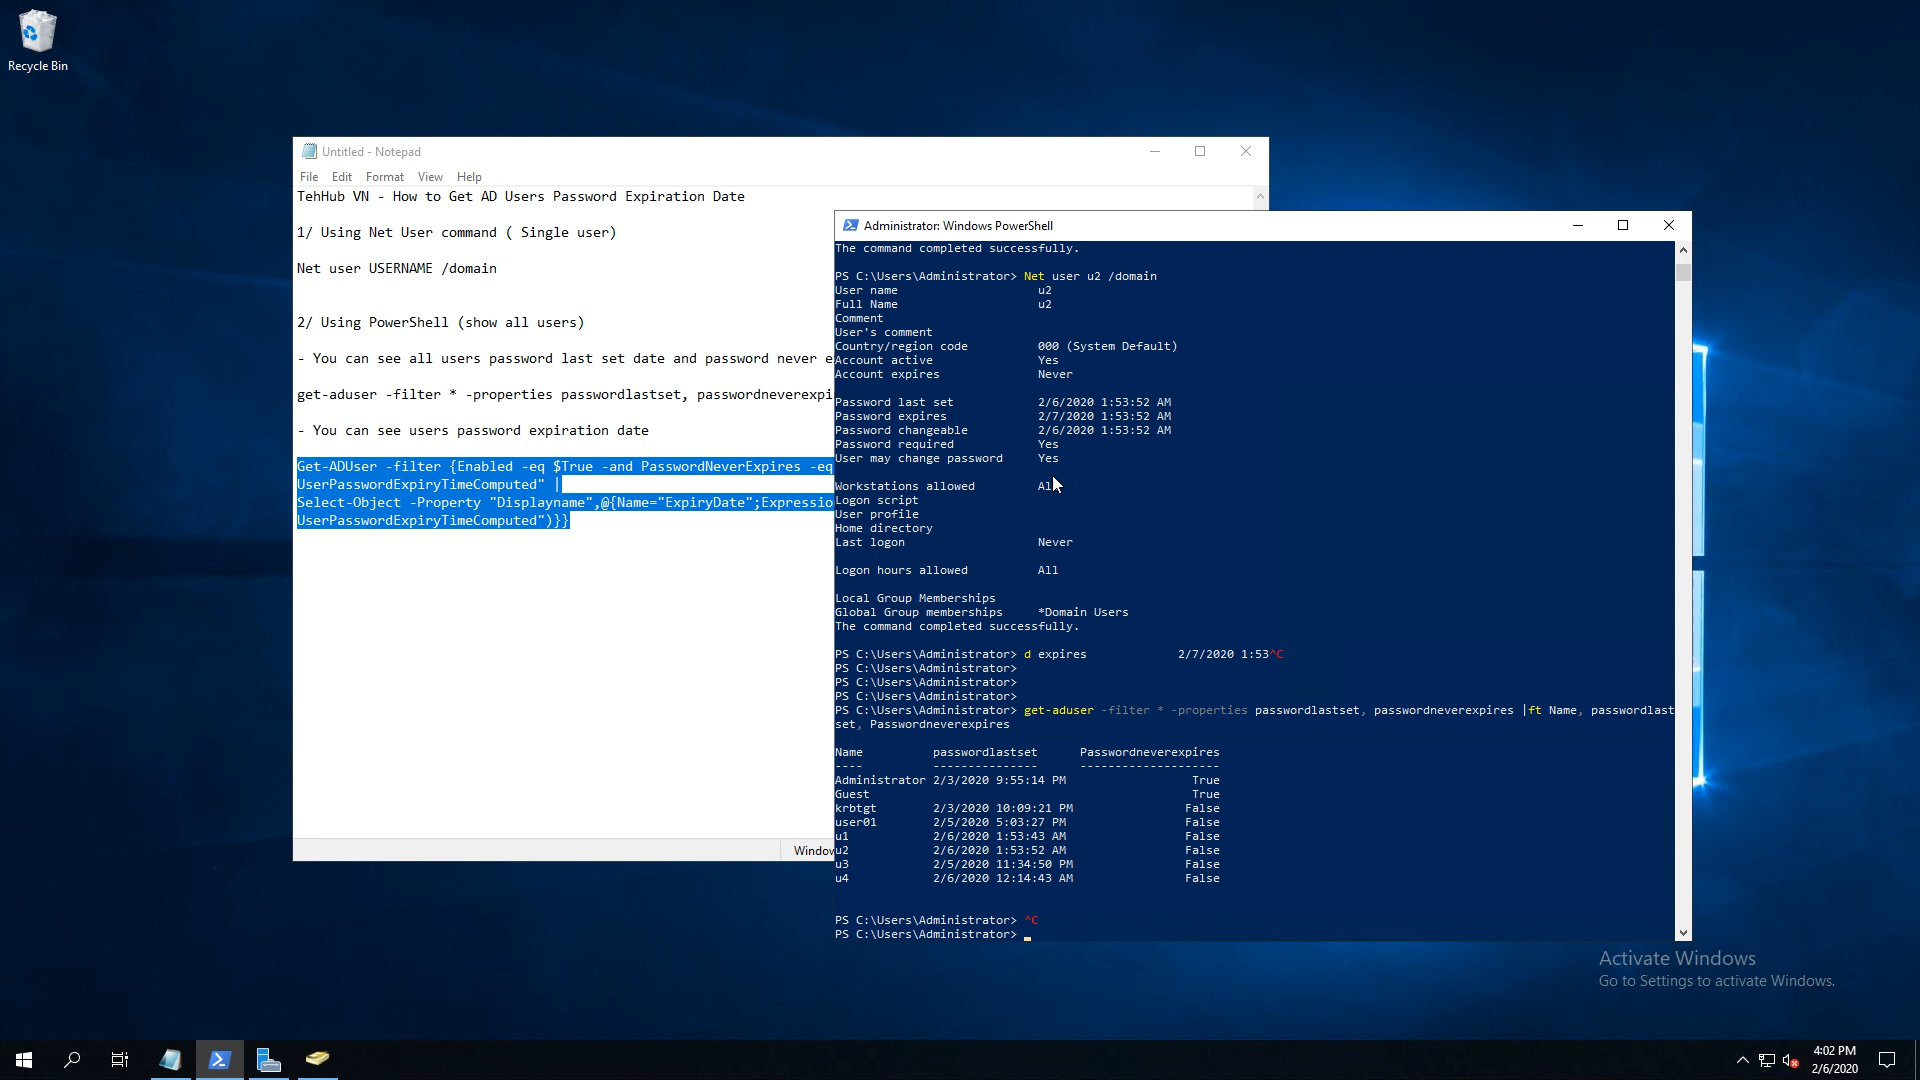 Recycle Bin
Untitled - Notepad
File Edit Format View Help
TehHub VN - How to Get AD Users Password Expiration Date
1/ Using Net User command ( Single user)
Net user USERNAME /domain
2/ Using PowerShell (show all users)
- You can see all users password last set date and password never e
get-aduser -filter * -properties passwordlastset, passwordneverexpi
- You can see users password expiration date
Get-ADUser -filter {Enabled -eq $True -and PasswordNeverExpires -eq
UserPasswordExpiryTimeComputed" |
Select-Object -Property "Displayname",@{Name="ExpiryDate";Expressio
UserPasswordExpiryTimeComputed")}}
Window
Administrator: Windows PowerShell
The command completed successfully.
PS C:\Users\Administrator> Net user u2 /domain
User name u2
Full Name u2
Comment
User's comment
Country/region code 000 (System Default)
Account active Yes
Account expires Never
Password last set 2/6/2020 1:53:52 AM
Password expires 2/7/2020 1:53:52 AM
Password changeable 2/6/2020 1:53:52 AM
Password required Yes
User may change password Yes
Workstations allowed All
Logon script
User profile
Home directory
Last logon Never
Logon hours allowed All
Local Group Memberships
Global Group memberships *Domain Users
The command completed successfully.
PS C:\Users\Administrator> d expires 2/7/2020 1:53^C
PS C:\Users\Administrator>
PS C:\Users\Administrator>
PS C:\Users\Administrator>
PS C:\Users\Administrator> get-aduser -filter * -properties passwordlastset, passwordneverexpires |ft Name, passwordlast
set, Passwordneverexpires
Name passwordlastset Passwordneverexpires
---- --------------- --------------------
Administrator 2/3/2020 9:55:14 PM True
Guest True
krbtgt 2/3/2020 10:09:21 PM False
user01 2/5/2020 5:03:27 PM False
u1 2/6/2020 1:53:43 AM False
u2 2/6/2020 1:53:52 AM False
u3 2/5/2020 11:34:50 PM False
u4 2/6/2020 12:14:43 AM False
PS C:\Users\Administrator> ^C
PS C:\Users\Administrator>
Activate Windows
Go to Settings to activate Windows.
4:02 PM
2/6/2020